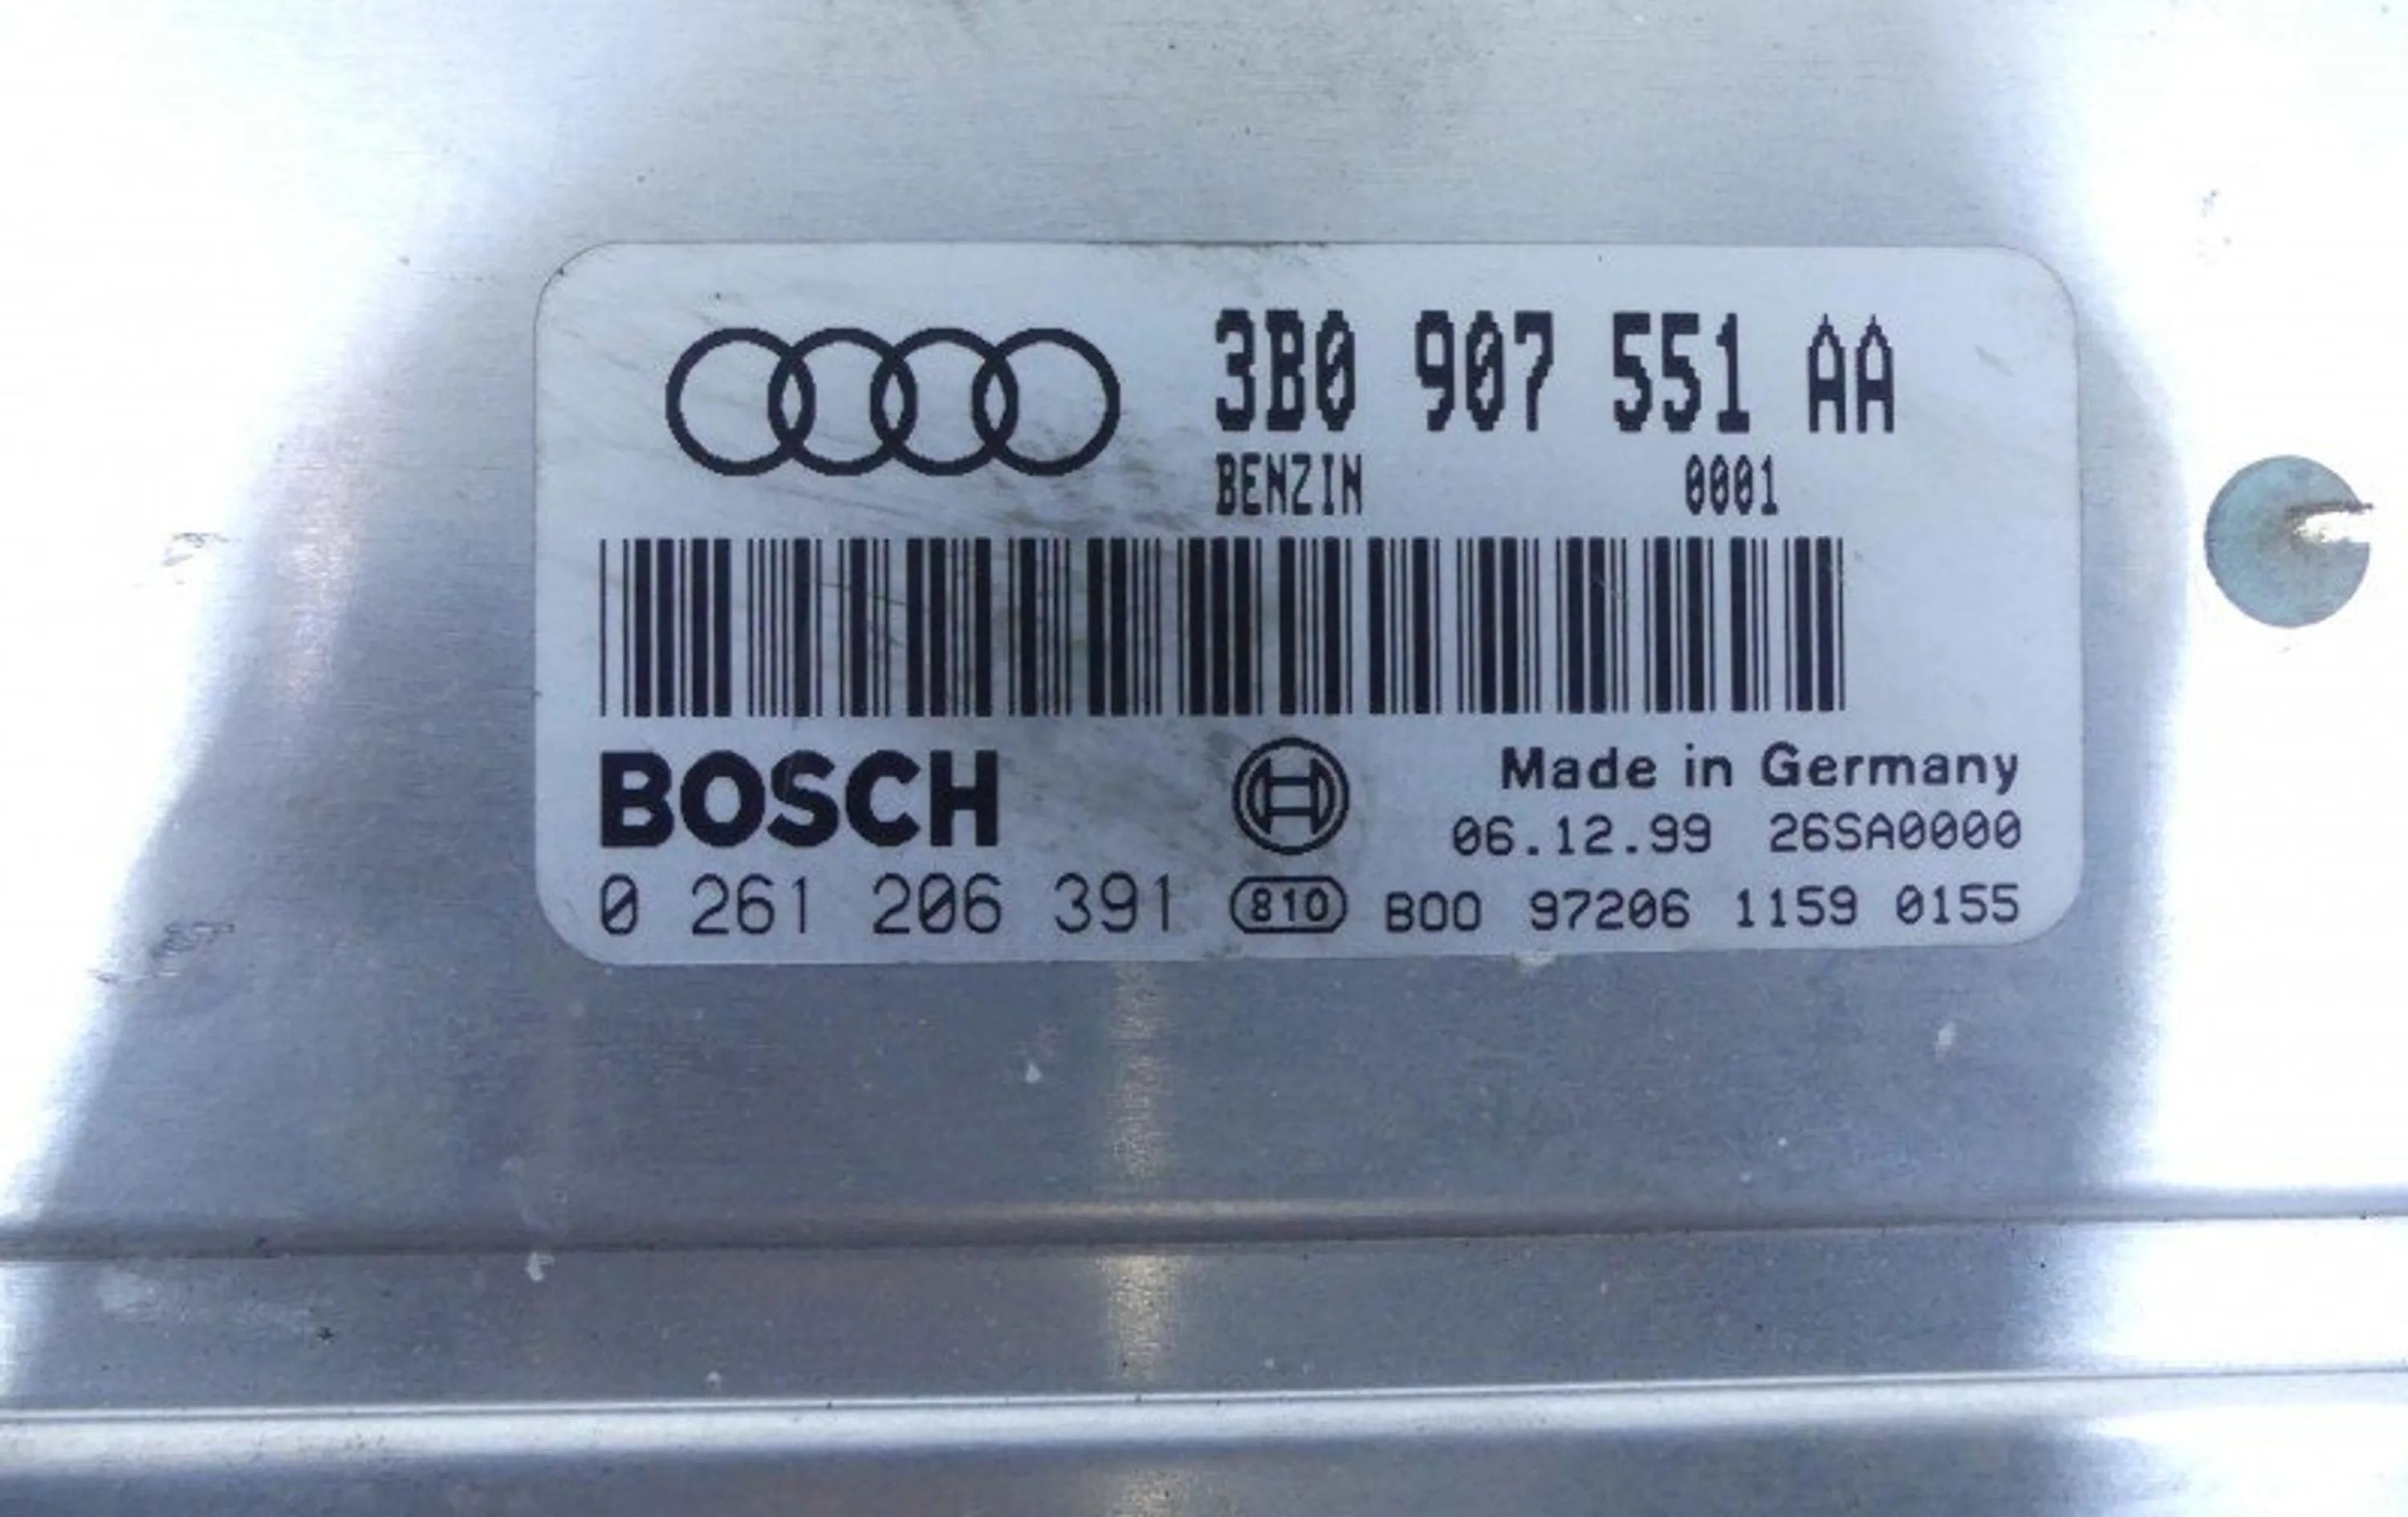 3B0 907 551 AA
BENZIN 0001
BOSCH
Made in Germany
06.12.99 26SA0000
0 261 206 391 810 B00 97206 1159 0155